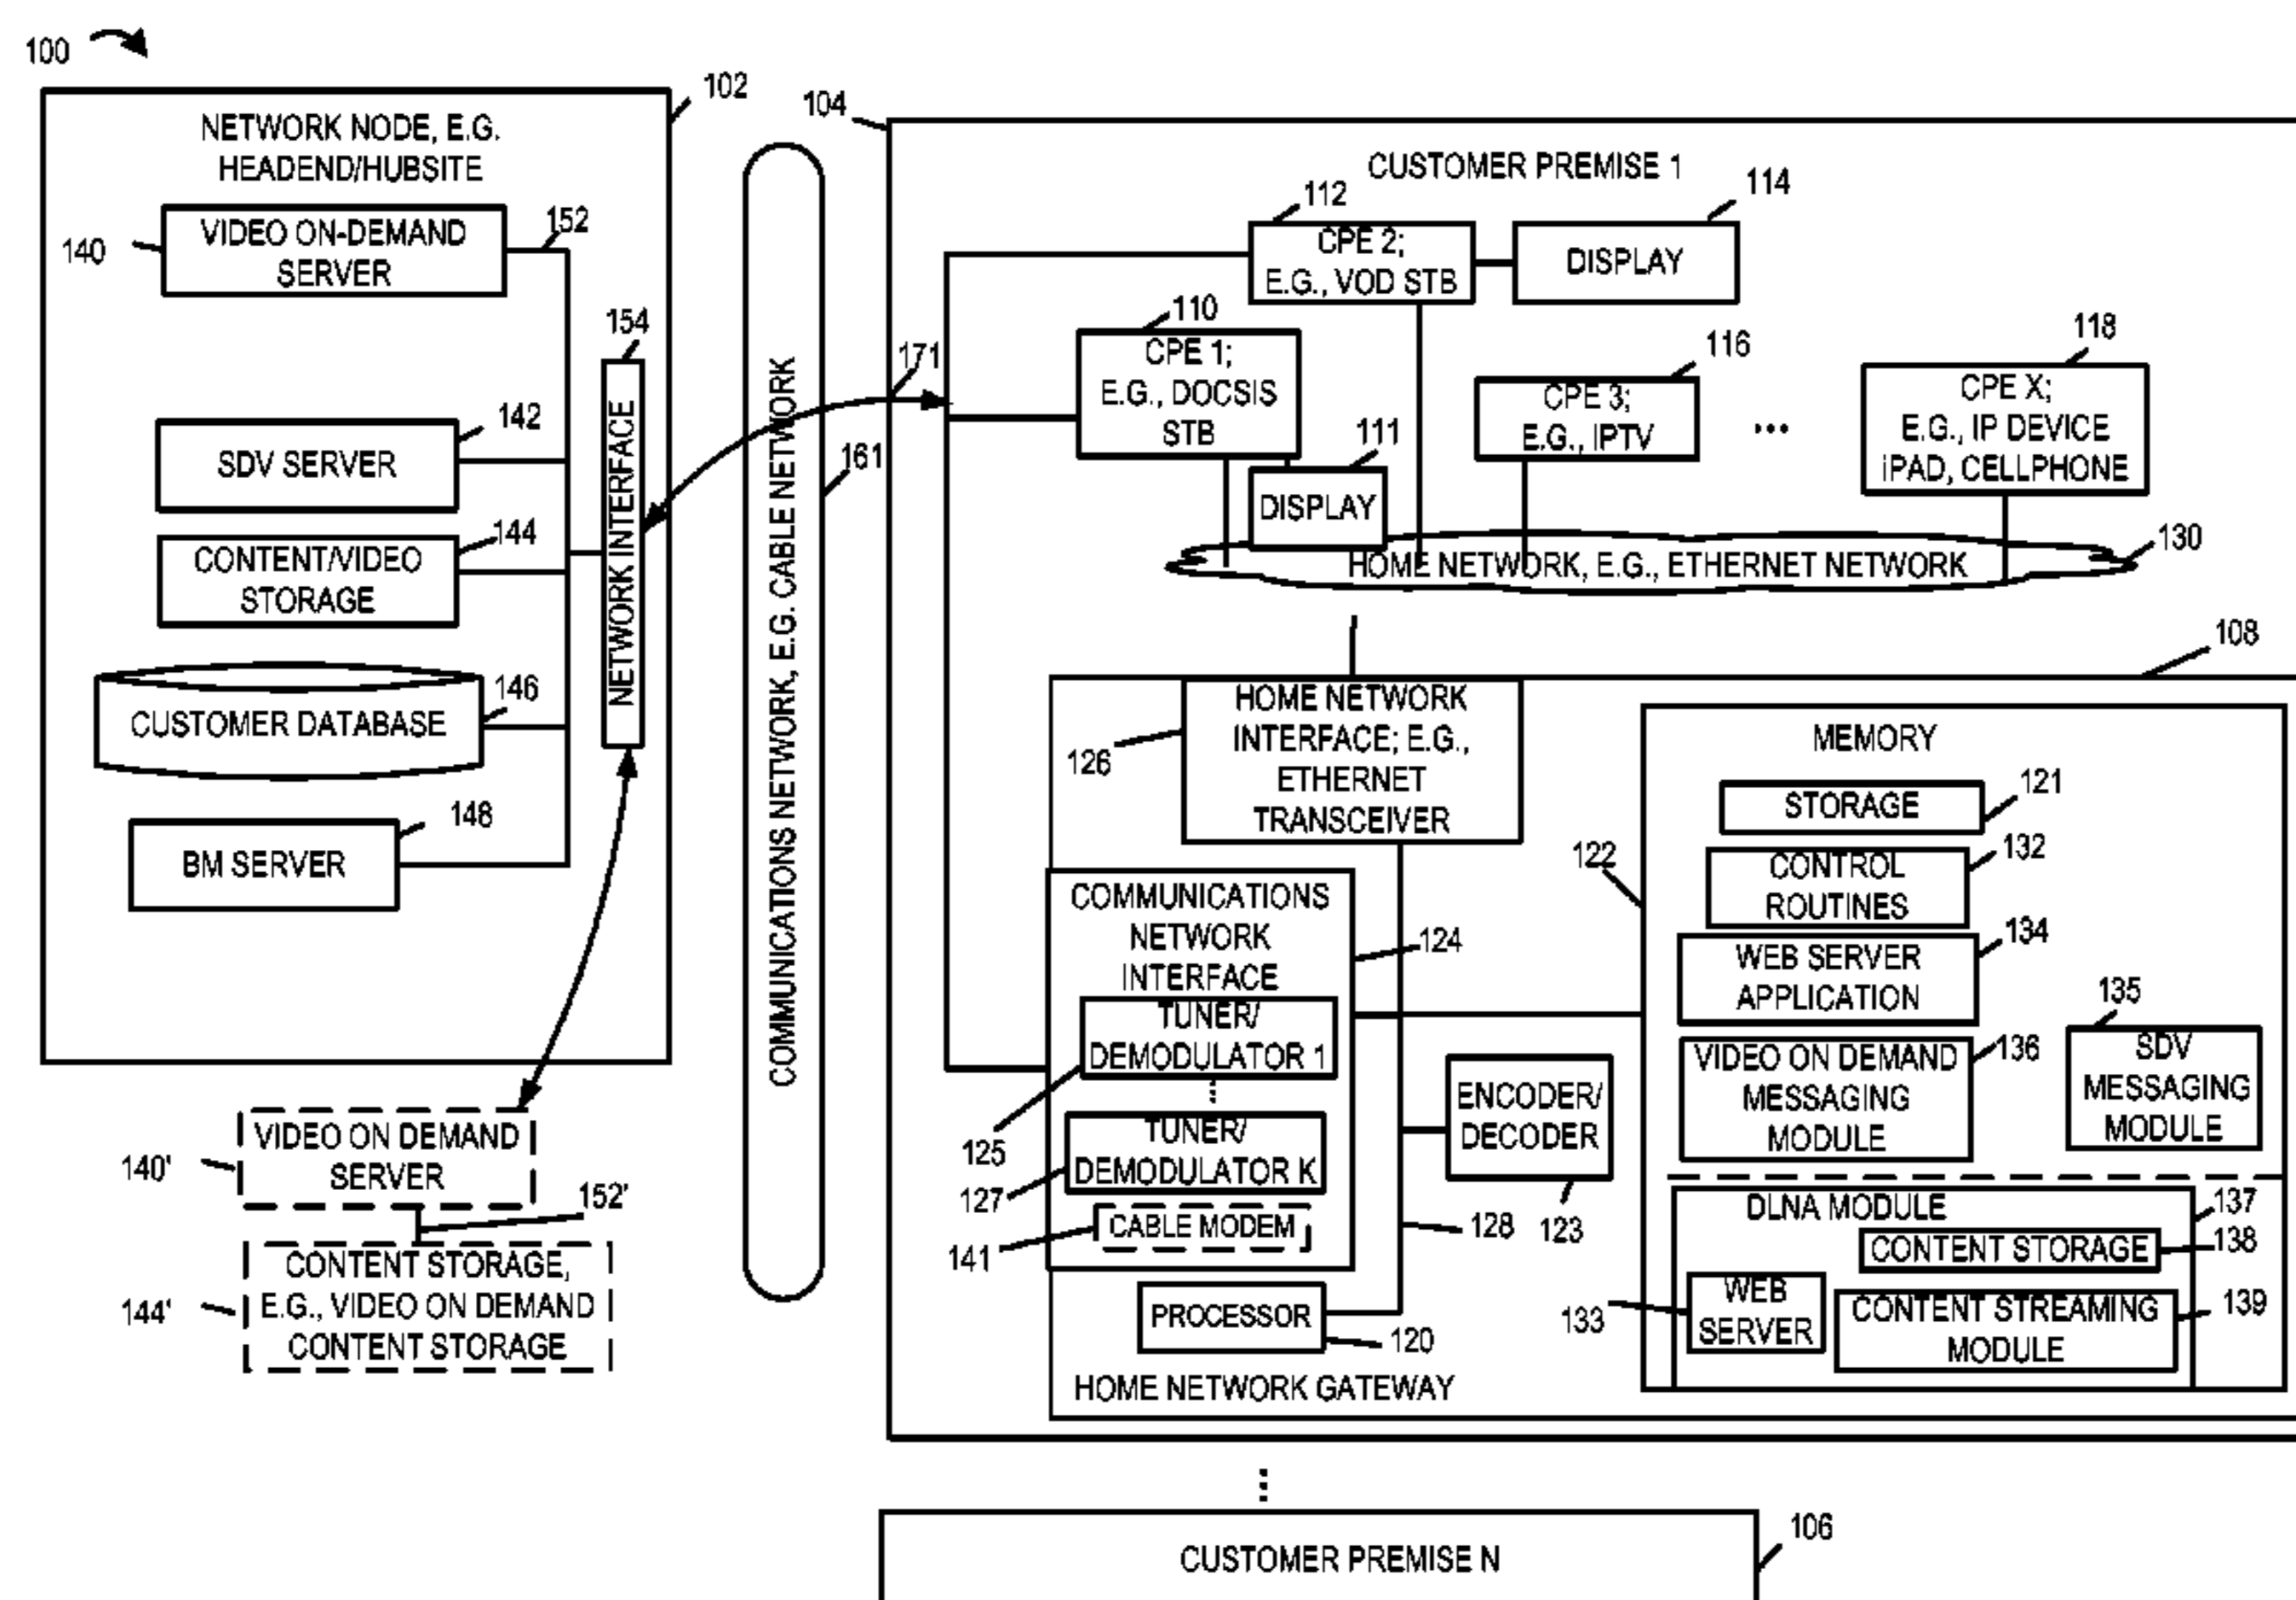 100
102
NETWORK NODE, E.G.
HEADEND/HUBSITE
140
VIDEO ON-DEMAND
SERVER
152
154
NETWORK INTERFACE
142
SDV SERVER
144
CONTENT/VIDEO
STORAGE
146
CUSTOMER DATABASE
148
BM SERVER
140'
VIDEO ON DEMAND
SERVER
152'
144'
CONTENT STORAGE,
E.G., VIDEO ON DEMAND
CONTENT STORAGE
COMMUNICATIONS NETWORK, E.G. CABLE NETWORK
161
171
104
CUSTOMER PREMISE 1
112
CPE 2;
E.G., VOD STB
114
DISPLAY
110
CPE 1;
E.G., DOCSIS
STB
111
DISPLAY
116
CPE 3;
E.G., IPTV
...
118
CPE X;
E.G., IP DEVICE
iPAD, CELLPHONE
130
HOME NETWORK, E.G., ETHERNET NETWORK
108
126
HOME NETWORK
INTERFACE; E.G.,
ETHERNET
TRANSCEIVER
124
COMMUNICATIONS
NETWORK
INTERFACE
TUNER/
DEMODULATOR 1
125
TUNER/
DEMODULATOR K
127
CABLE MODEM
141
ENCODER/
DECODER
123
128
PROCESSOR
120
HOME NETWORK GATEWAY
122
MEMORY
STORAGE
121
CONTROL
ROUTINES
132
WEB SERVER
APPLICATION
134
VIDEO ON DEMAND
MESSAGING
MODULE
136
135
SDV
MESSAGING
MODULE
DLNA MODULE
137
CONTENT STORAGE
138
WEB
SERVER
133
CONTENT STREAMING
MODULE
139
CUSTOMER PREMISE N
106